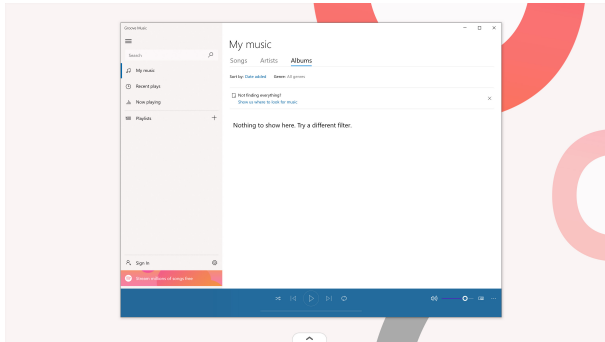 Groove Music
Search
My music
Recent plays
Now playing
Playlists
Sign in
Stream millions of songs free
My music
Songs Artists Albums
Sort by: Date added Genre: All genres
Not finding everything?
Show us where to look for music
Nothing to show here. Try a different filter.